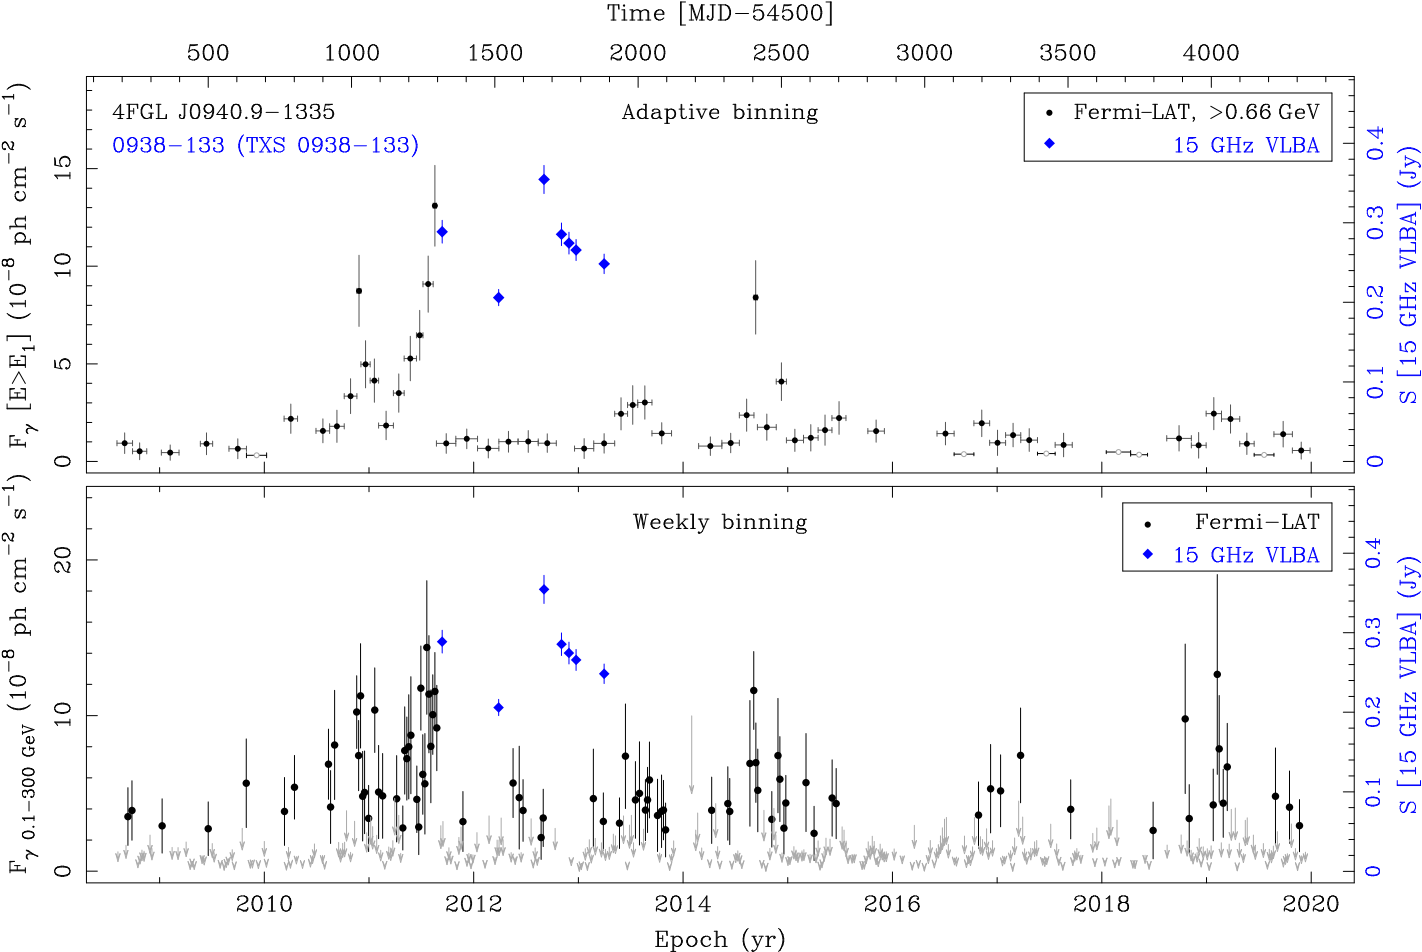 Time [MJD−54500]
500 1000 1500 2000 2500 3000 3500 4000
4FGL J0940.9−1335
0938−133 (TXS 0938−133)
Adaptive binning
Fermi−LAT, >0.66 GeV
15 GHz VLBA
F_γ [E>E_1] (10^−8 ph cm^−2 s^−1)
15
10
5
0
S [15 GHz VLBA] (Jy)
0.4
0.3
0.2
0.1
0
Weekly binning
Fermi−LAT
15 GHz VLBA
F_γ 0.1−300 GeV (10^−8 ph cm^−2 s^−1)
20
10
0
S [15 GHz VLBA] (Jy)
0.4
0.3
0.2
0.1
0
2010 2012 2014 2016 2018 2020
Epoch (yr)